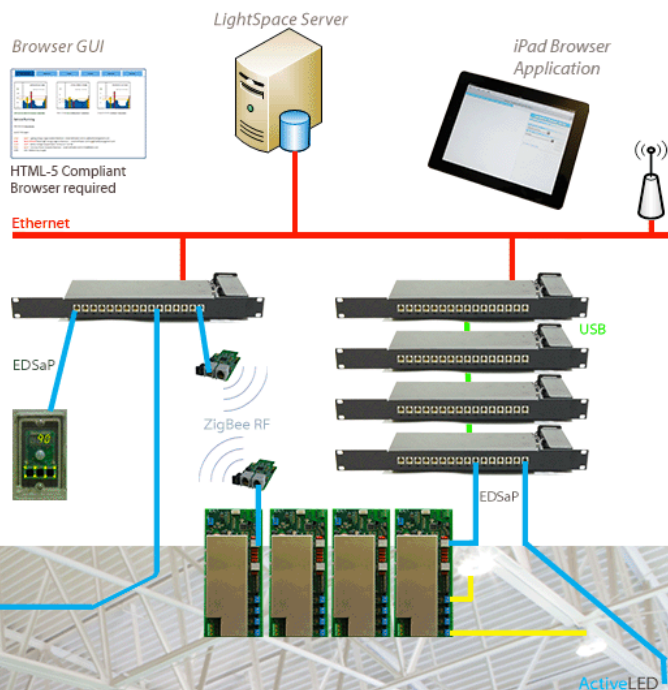 LightSpace Server
Browser GUI
iPad Browser
Application
HTML-5 Compliant
Browser required
Ethernet
USB
EDSaP
90
ZigBee RF
EDSaP
ActiveLED